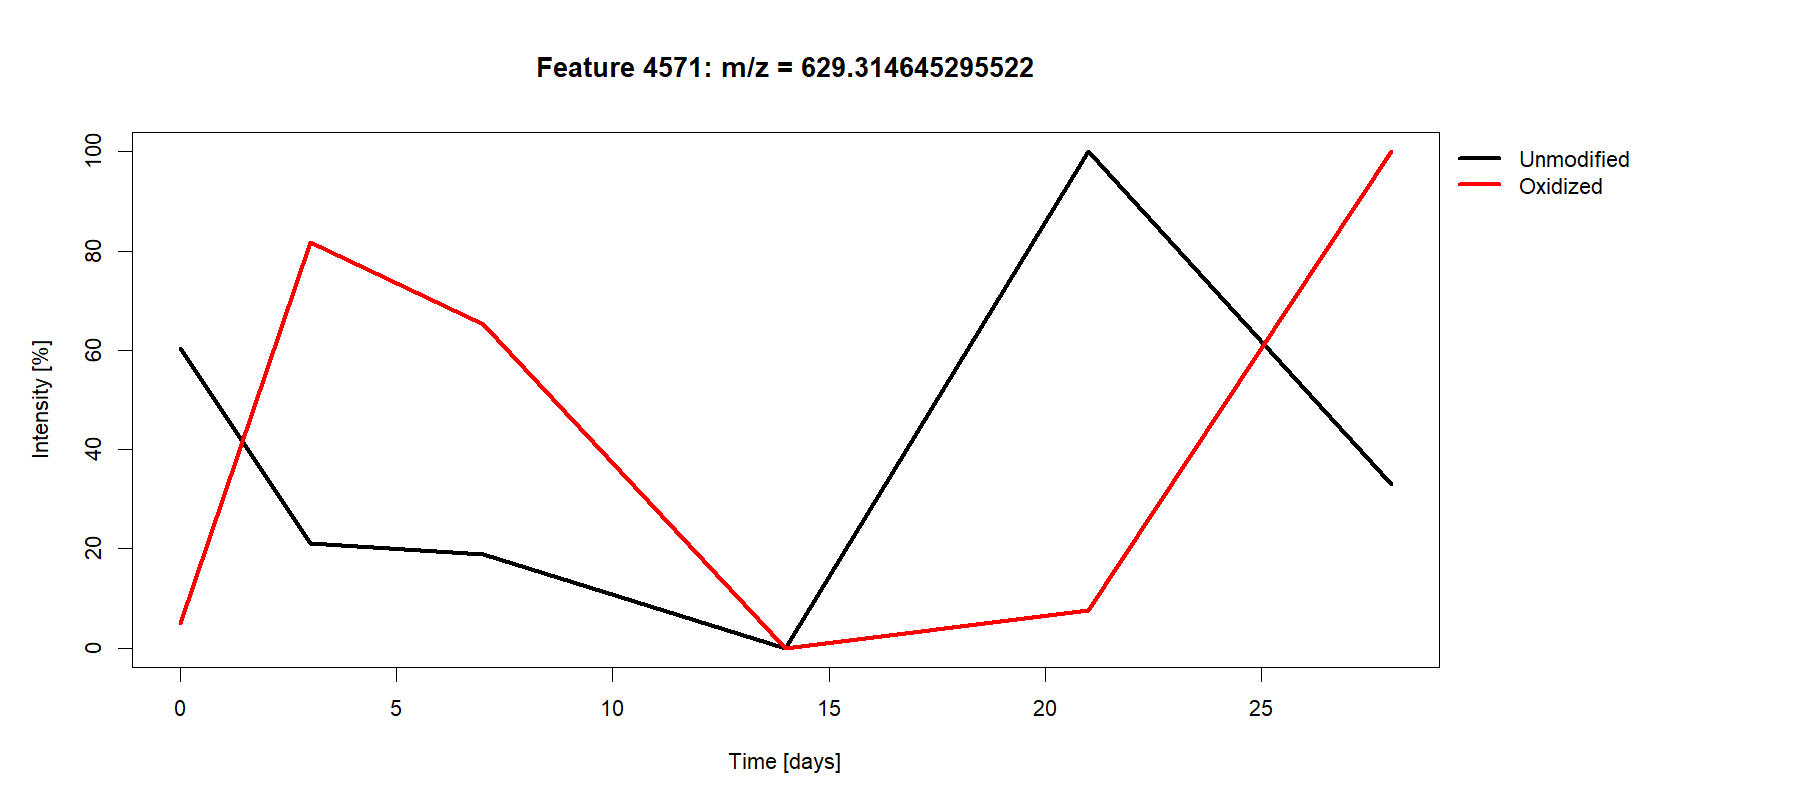 Feature 4571: m/z = 629.314645295522
Unmodified
Oxidized
100
80
60
40
20
0
Intensity [%]
0 5 10 15 20 25
Time [days]